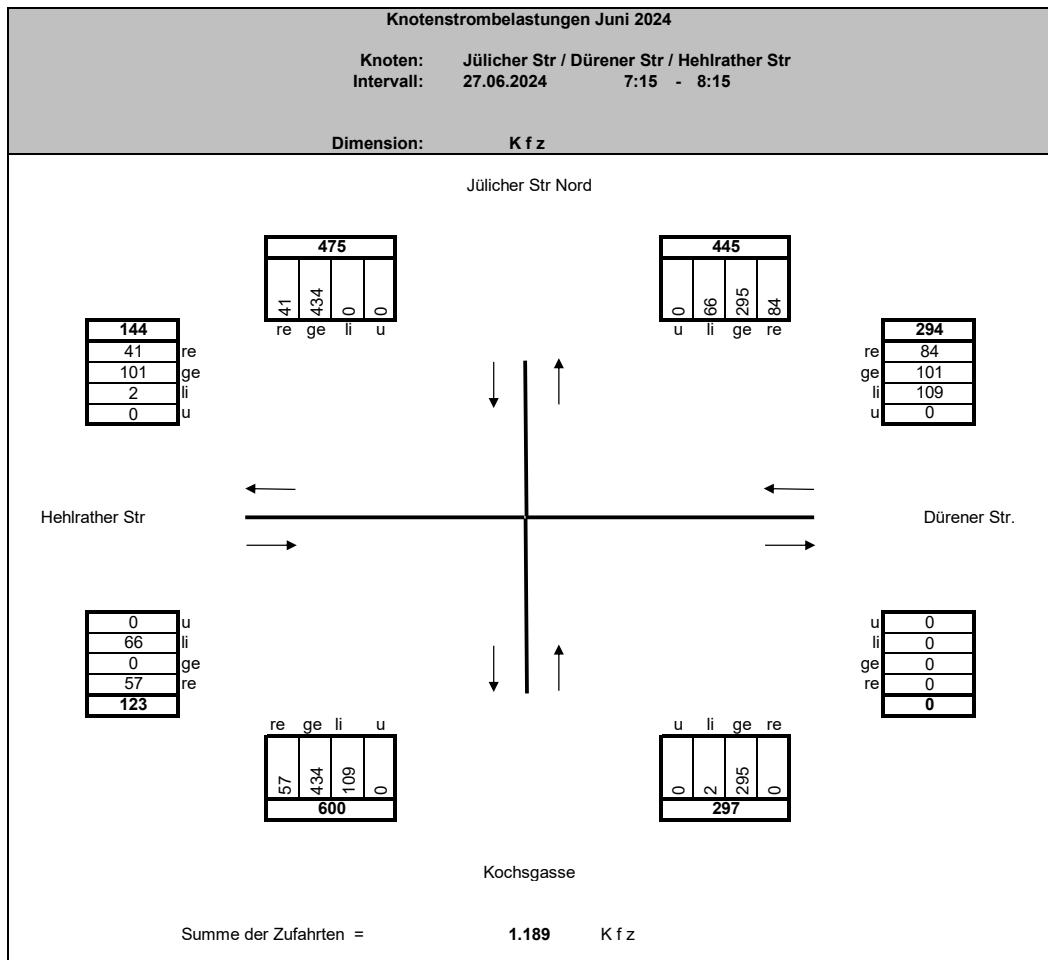 Knotenstrombelastungen Juni 2024
Knoten: Jülicher Str / Dürener Str / Hehlrather Str
Intervall: 27.06.2024 7:15 - 8:15
Dimension: K f z
Jülicher Str Nord
475
41 434 0 0
re ge li u
445
0 66 295 84
u li ge re
144
41 re
101 ge
2 li
0 u
294
re 84
ge 101
li 109
u 0
Hehlrather Str
Dürener Str.
0 u
66 li
0 ge
57 re
123
u 0
li 0
ge 0
re 0
0
re ge li u
57 434 109 0
600
u li ge re
0 2 295 0
297
Kochsgasse
Summe der Zufahrten = 1.189 K f z